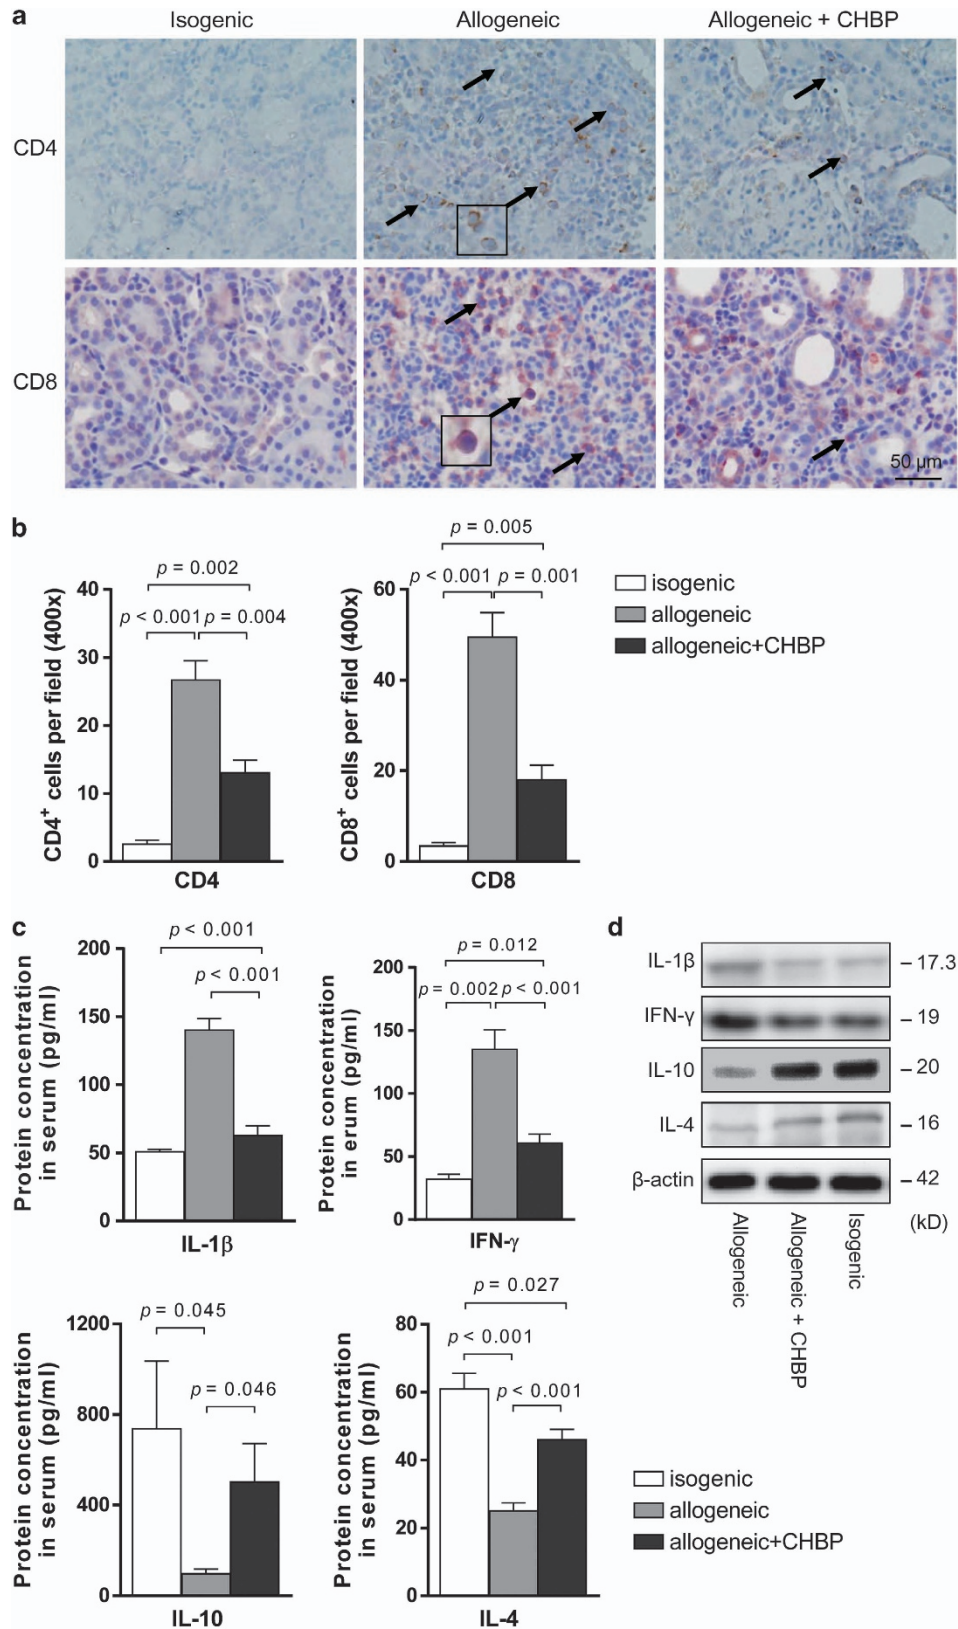 a
Isogenic
Allogeneic
Allogeneic + CHBP
CD4
CD8
50 µm
b
p = 0.002
p < 0.001
p = 0.004
40
30
20
10
0
CD4⁺ cells per field (400x)
CD4
p = 0.005
p < 0.001
p = 0.001
60
40
20
0
CD8⁺ cells per field (400x)
CD8
isogenic
allogeneic
allogeneic+CHBP
c
p < 0.001
p < 0.001
200
150
100
50
0
Protein concentration
in serum (pg/ml)
IL-1β
p = 0.012
p = 0.002
p < 0.001
200
150
100
50
0
Protein concentration
in erum (pg/ml)
IFN-γ
p = 0.045
p = 0.046
1200
800
400
0
Protein concentration
in serum (pg/ml)
IL-10
p = 0.027
p < 0.001
p < 0.001
80
60
40
20
0
Protein concentration
in serum (pg/ml)
IL-4
isogenic
allogeneic
allogeneic+CHBP
d
IL-1β
– 17.3
IFN-γ
– 19
IL-10
– 20
IL-4
– 16
β-actin
– 42
(kD)
Allogeneic
Allogeneic + CHBP
Isogenic